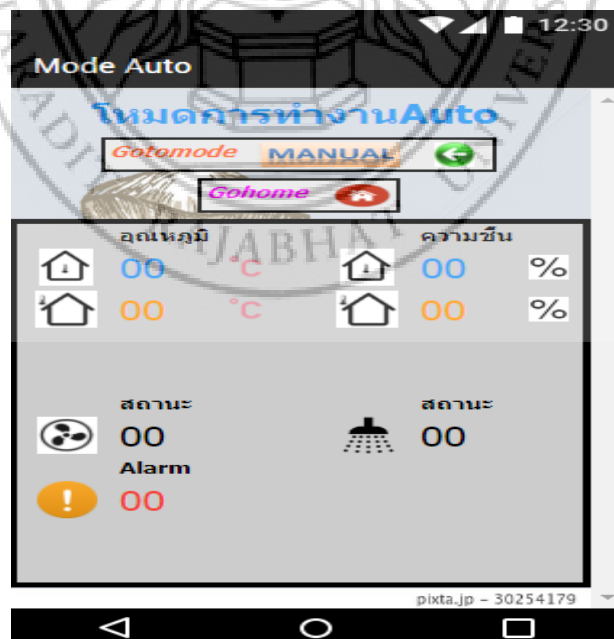 12:30
Mode Auto
โหมดการทำงานAuto
Gotomode MANUAL
Gohome
RAJABHAT UNIVER
อุณหภูมิ ความชื้น
00 °C 00 %
00 °C 00 %
สถานะ สถานะ
00 00
Alarm
00
pixta.jp – 30254179